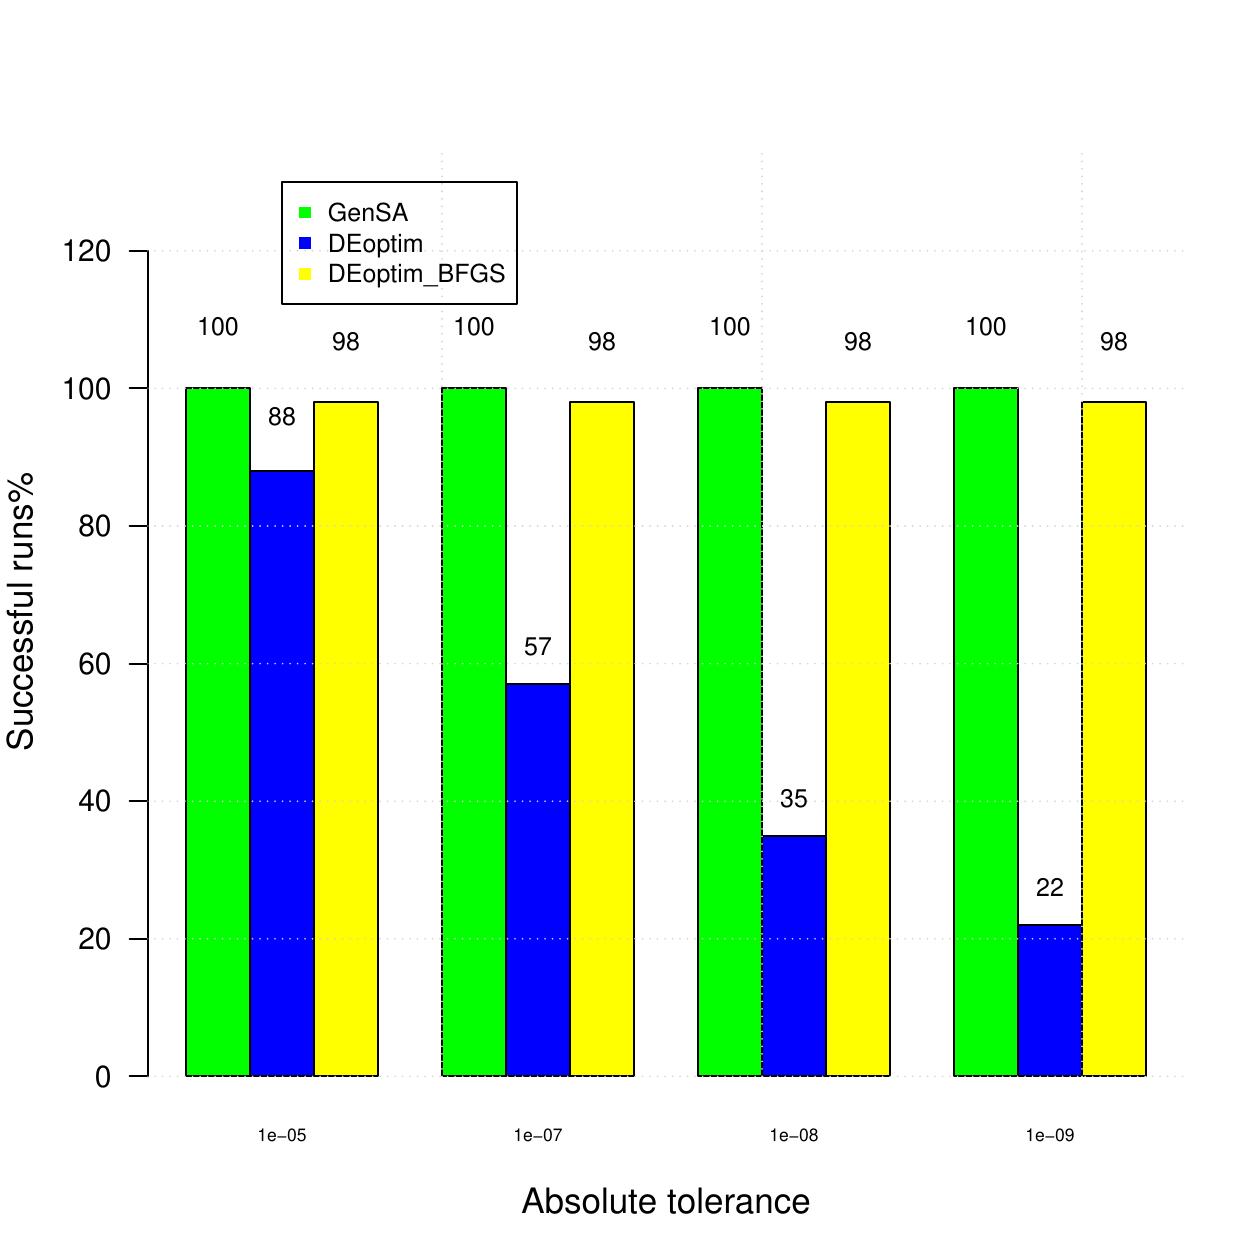 GenSA
DEoptim
DEoptim_BFGS
120
100
80
60
40
20
0
Successful runs%
100
88
98
100
57
98
100
35
98
100
22
98
1e−05
1e−07
1e−08
1e−09
Absolute tolerance